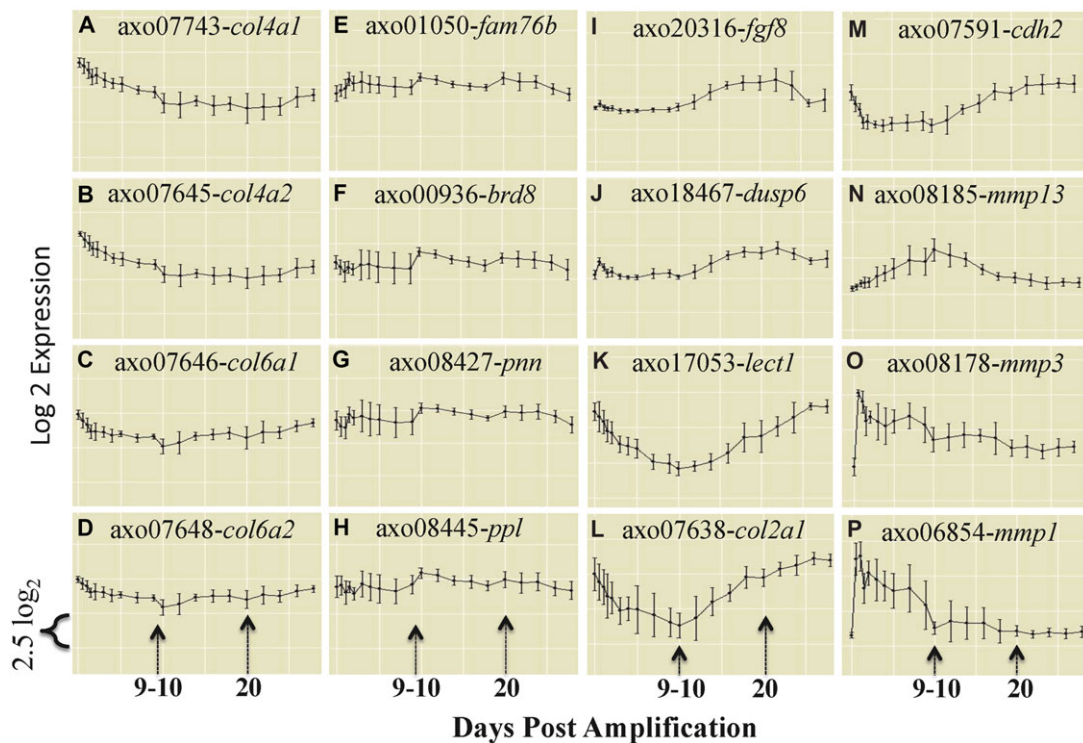 A axo07743-col4a1
E axo01050-fam76b
I axo20316-fgf8
M axo07591-cdh2
B axo07645-col4a2
F axo00936-brd8
J axo18467-dusp6
N axo08185-mmp13
C axo07646-col6a1
G axo08427-pnn
K axo17053-lect1
O axo08178-mmp3
D axo07648-col6a2
H axo08445-ppl
L axo07638-col2a1
P axo06854-mmp1
Log 2 Expression
2.5 log2
9-10 20 9-10 20 9-10 20 9-10 20
Days Post Amplification